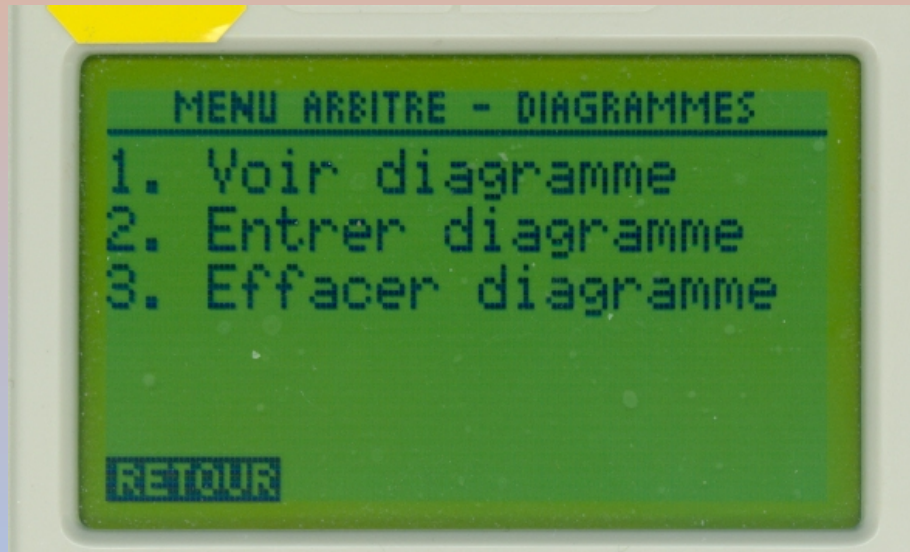 MENU ARBITRE - DIAGRAMMES
1. Voir diagramme
2. Entrer diagramme
3. Effacer diagramme
RETOUR